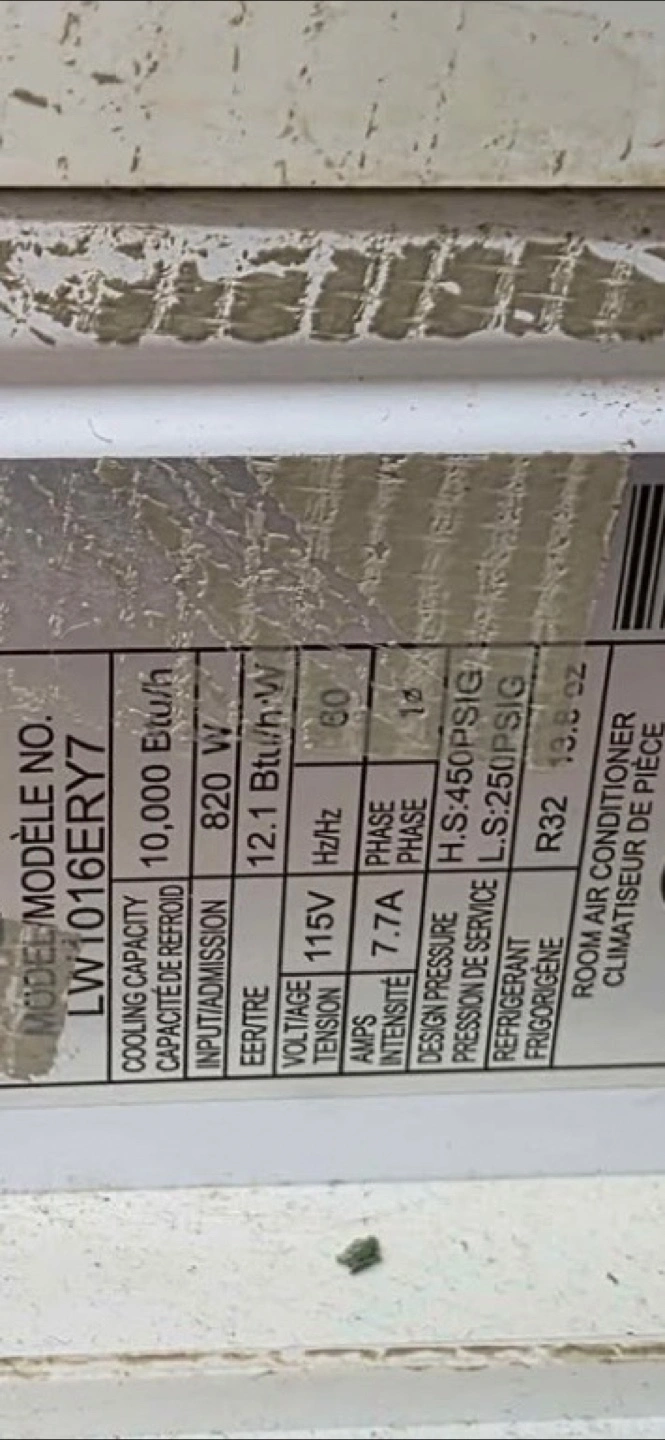 MODEL/MODÈLE NO.
LW1016ERY7
COOLING CAPACITY
CAPACITÉ DE REFROID
10,000 Btu/h
INPUT/ADMISSION 820 W
EER/TRE 12.1 Btu/h·W
VOLTAGE
TENSION
115V Hz/Hz 60
AMPS
INTENSITÉ
7.7A
PHASE
PHASE
1ø
DESIGN PRESSURE
PRESSION DE SERVICE
H.S:450PSIG
L.S:250PSIG
REFRIGERANT
FRIGORIGÈNE
R32 oz
ROOM AIR CONDITIONER
CLIMATISEUR DE PIÈCE